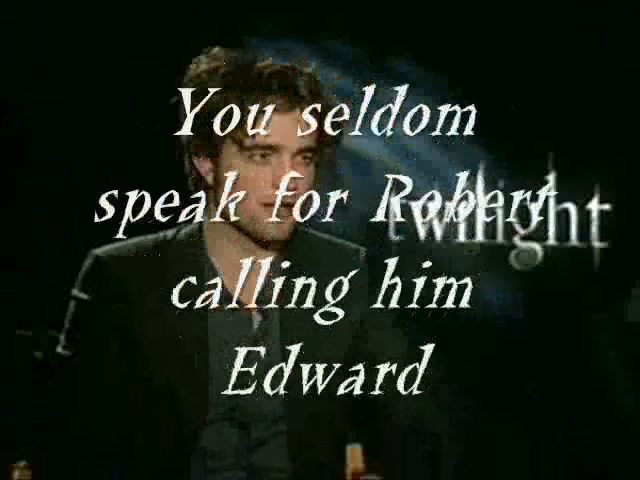 You seldom
speak for Robert
twilight
calling him
Edward